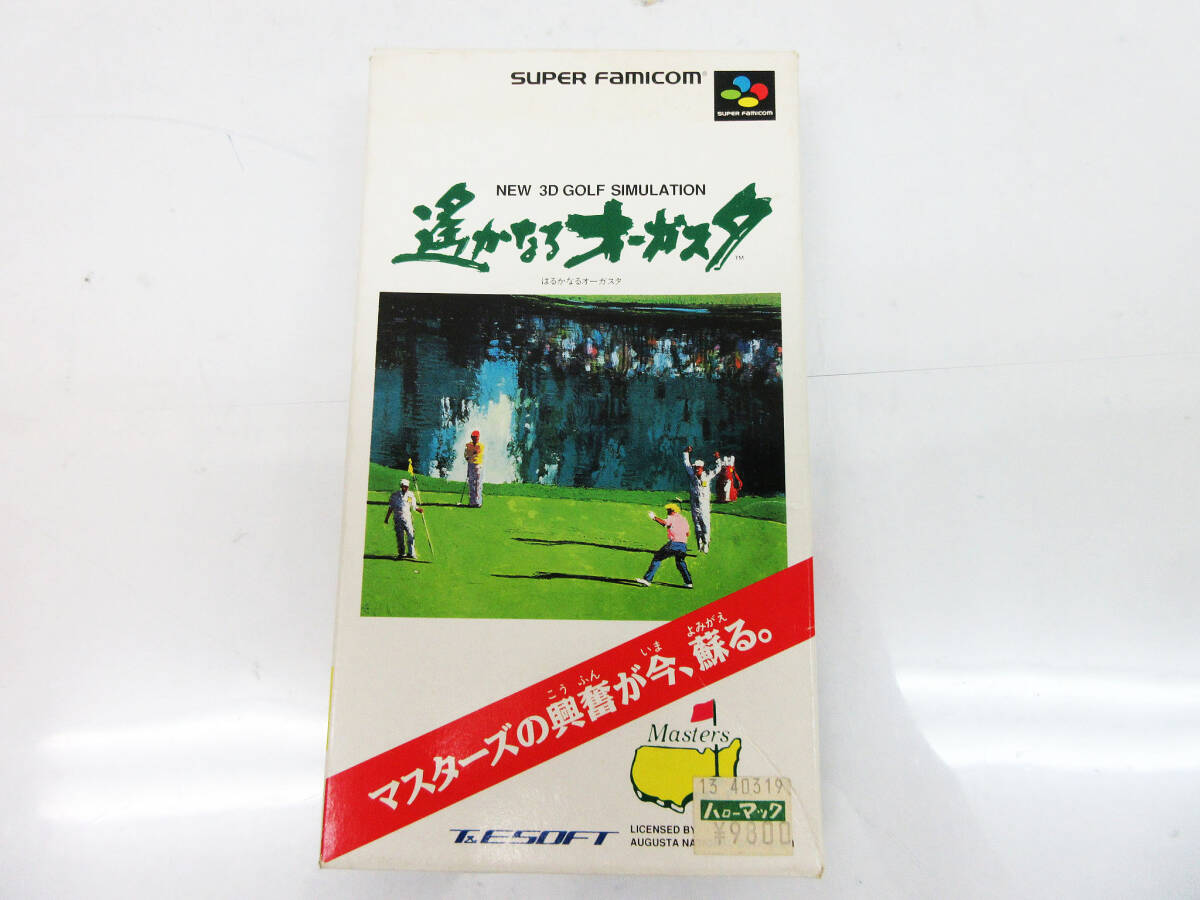 SUPER FAMICOM®
SUPER FAMICOM
NEW 3D GOLF SIMULATION
遙かなるオーガスタ™
はるかなるオーガスタ
マスターズの興奮が今、蘇る。
こうふん いま よみがえ
Masters
13 40319
ハローマック
¥9800
T&ESOFT
LICENSED BY
AUGUSTA NA